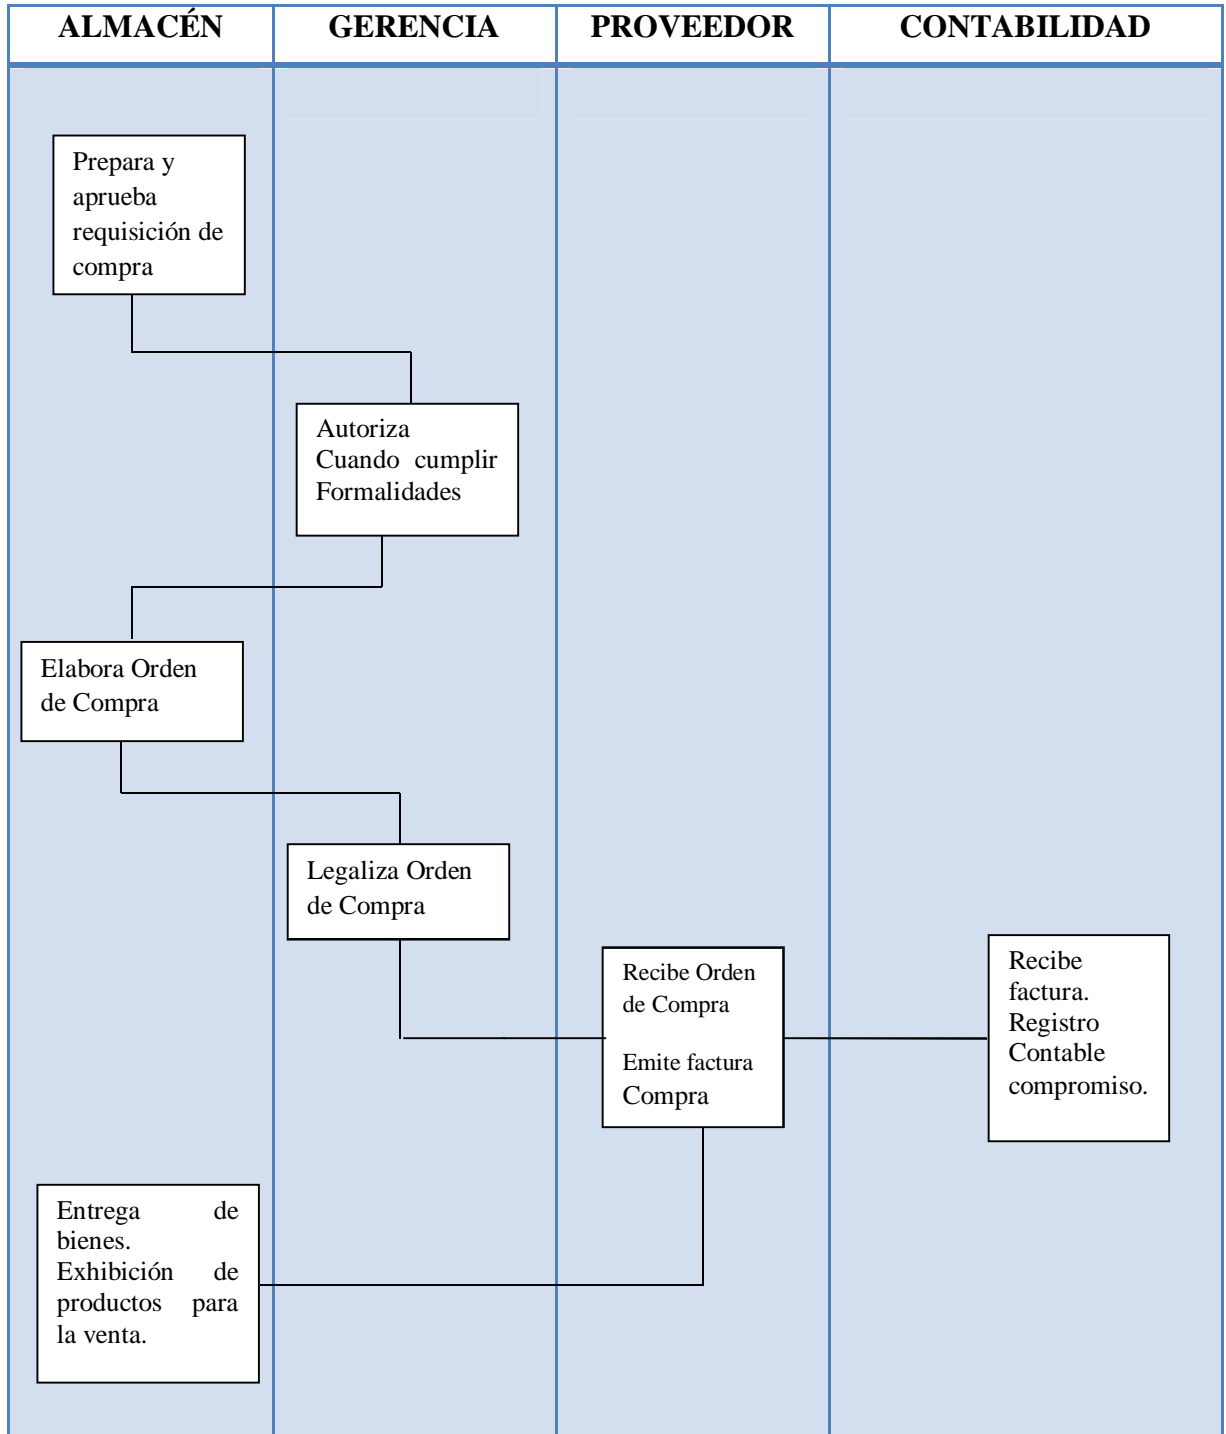 ALMACÉN GERENCIA PROVEEDOR CONTABILIDAD
Prepara y
aprueba
requisición de
compra
Autoriza
Cuando cumplir
Formalidades
Elabora Orden
de Compra
Legaliza Orden
de Compra
Recibe Orden
de Compra
Emite factura
Compra
Recibe
factura.
Registro
Contable
compromiso.
Entrega de
bienes.
Exhibición de
productos para
la venta.